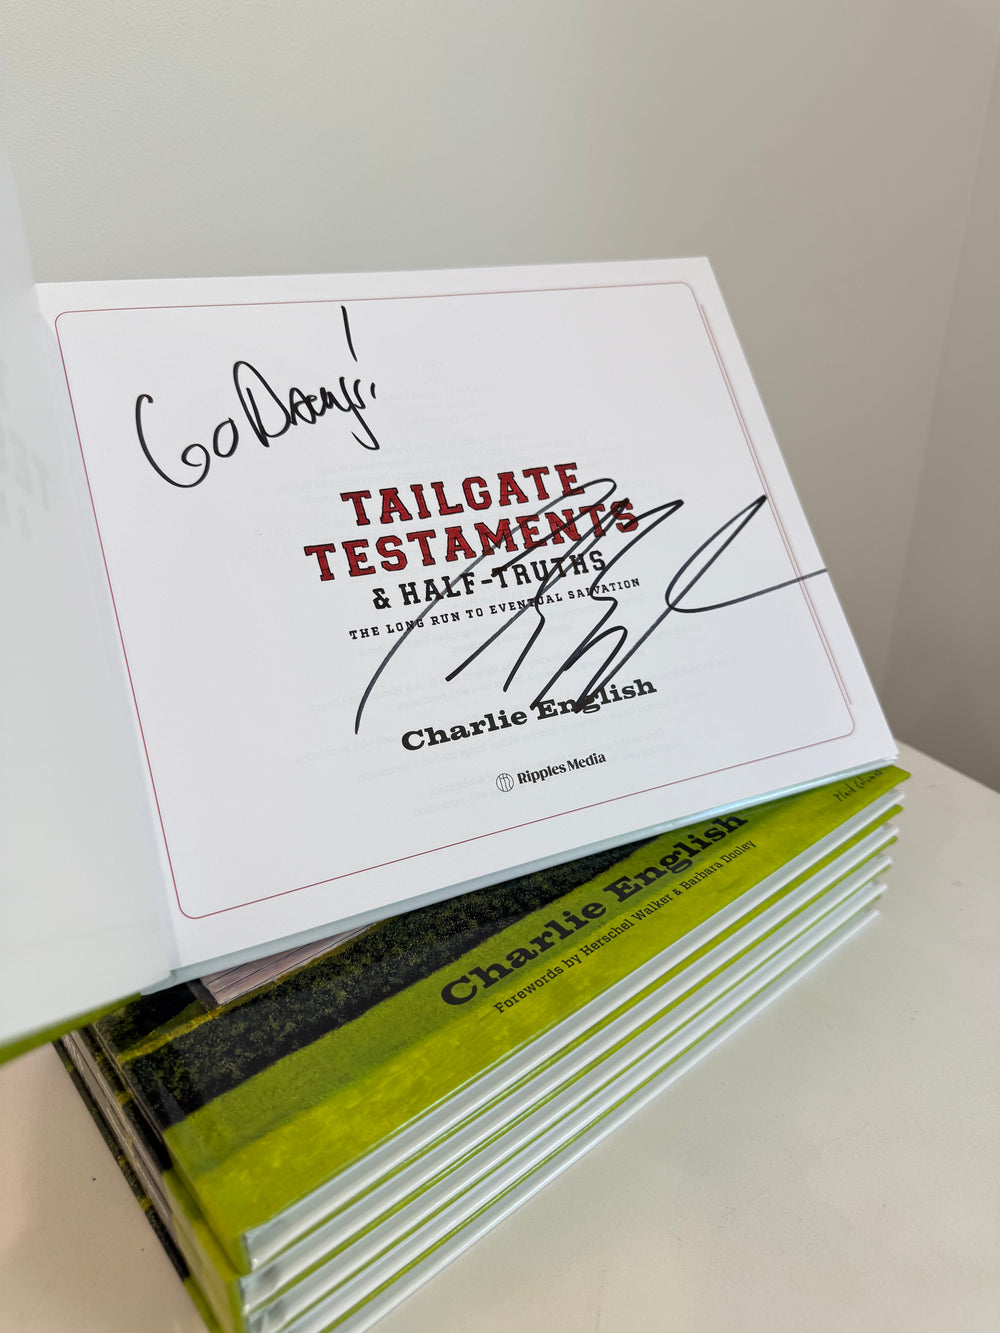 Go Dawgs!
TAILGATE
TESTAMENTS
& HALF-TRUTHS
THE LONG RUN TO EVENTUAL SALVATION
Charlie English
Ripples Media
Charlie English
Forewords by Herschel Walker & Barbara Dooley